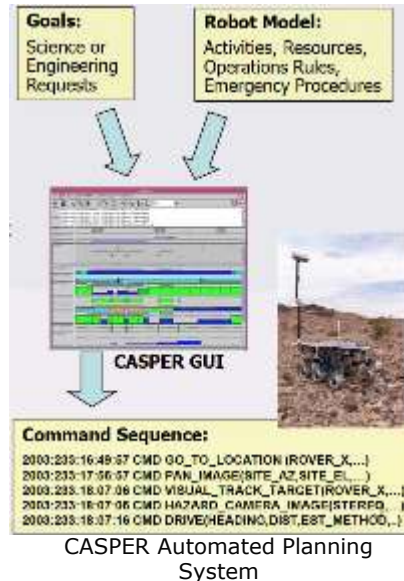 Goals:
Science or
Engineering
Requests
Robot Model:
Activities, Resources,
Operations Rules,
Emergency Procedures
CASPER GUI
Command Sequence:
2003:233:16:49:57 CMD GO_TO_LOCATION (ROVER_X,...)
2003:233:17:56:57 CMD PAN_IMAGE(SITE_AZ,SITE_EL,...)
2003:233:18:07:06 CMD VISUAL_TRACK_TARGET(ROVER_X,...)
2003:233:18:07:06 CMD HAZARD_CAMERA_IMAGE(STEREO, ...)
2003:233:18:07:16 CMD DRIVE(HEADING,DIST,EST_METHOD,..)
CASPER Automated Planning
System